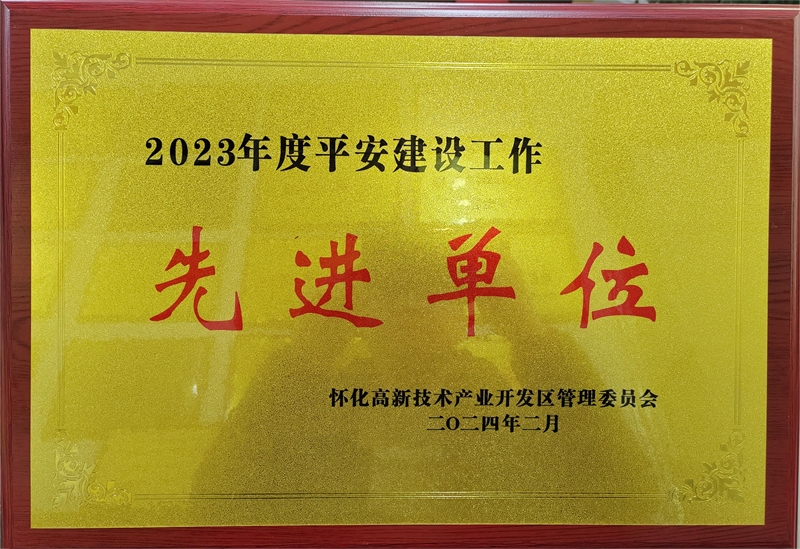 2023年度平安建设工作
先进单位
怀化高新技术产业开发区管理委员会
二〇二四年二月